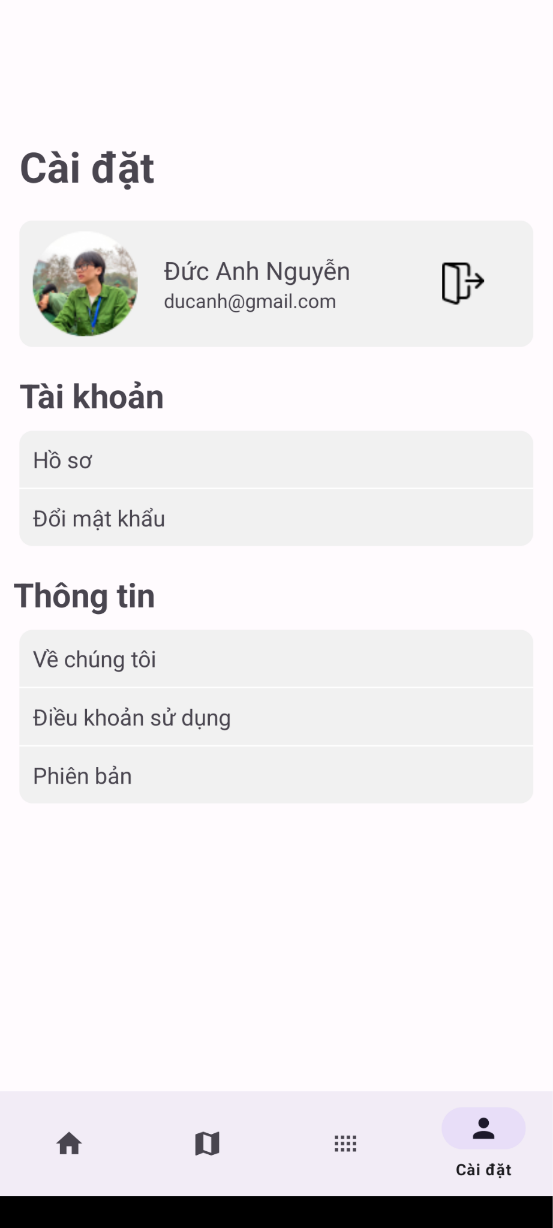 Cài đặt
Đức Anh Nguyễn
ducanh@gmail.com
Tài khoản
Hồ sơ
Đổi mật khẩu
Thông tin
Về chúng tôi
Điều khoản sử dụng
Phiên bản
Cài đặt